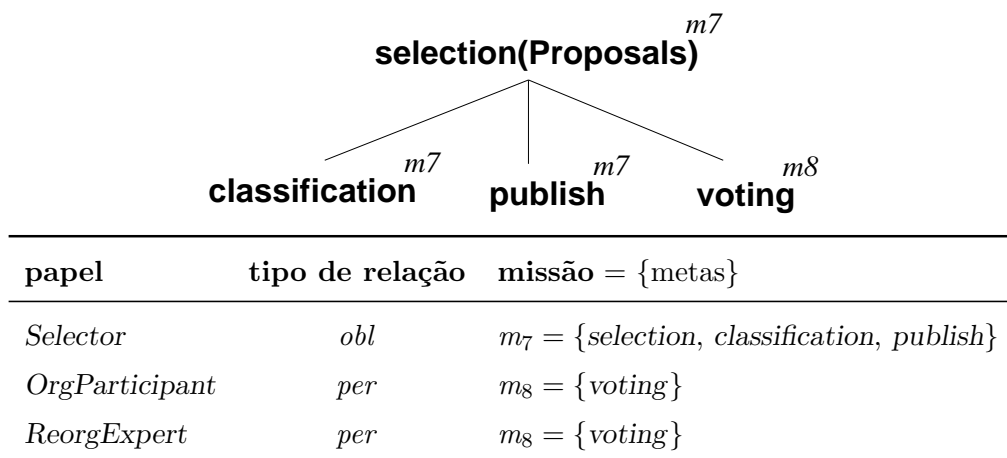 selection(Proposals) m7
classification m7 publish m7 voting m8
papel tipo de relação missão = {metas}
Selector obl m7 = {selection, classification, publish}
OrgParticipant per m8 = {voting}
ReorgExpert per m8 = {voting}